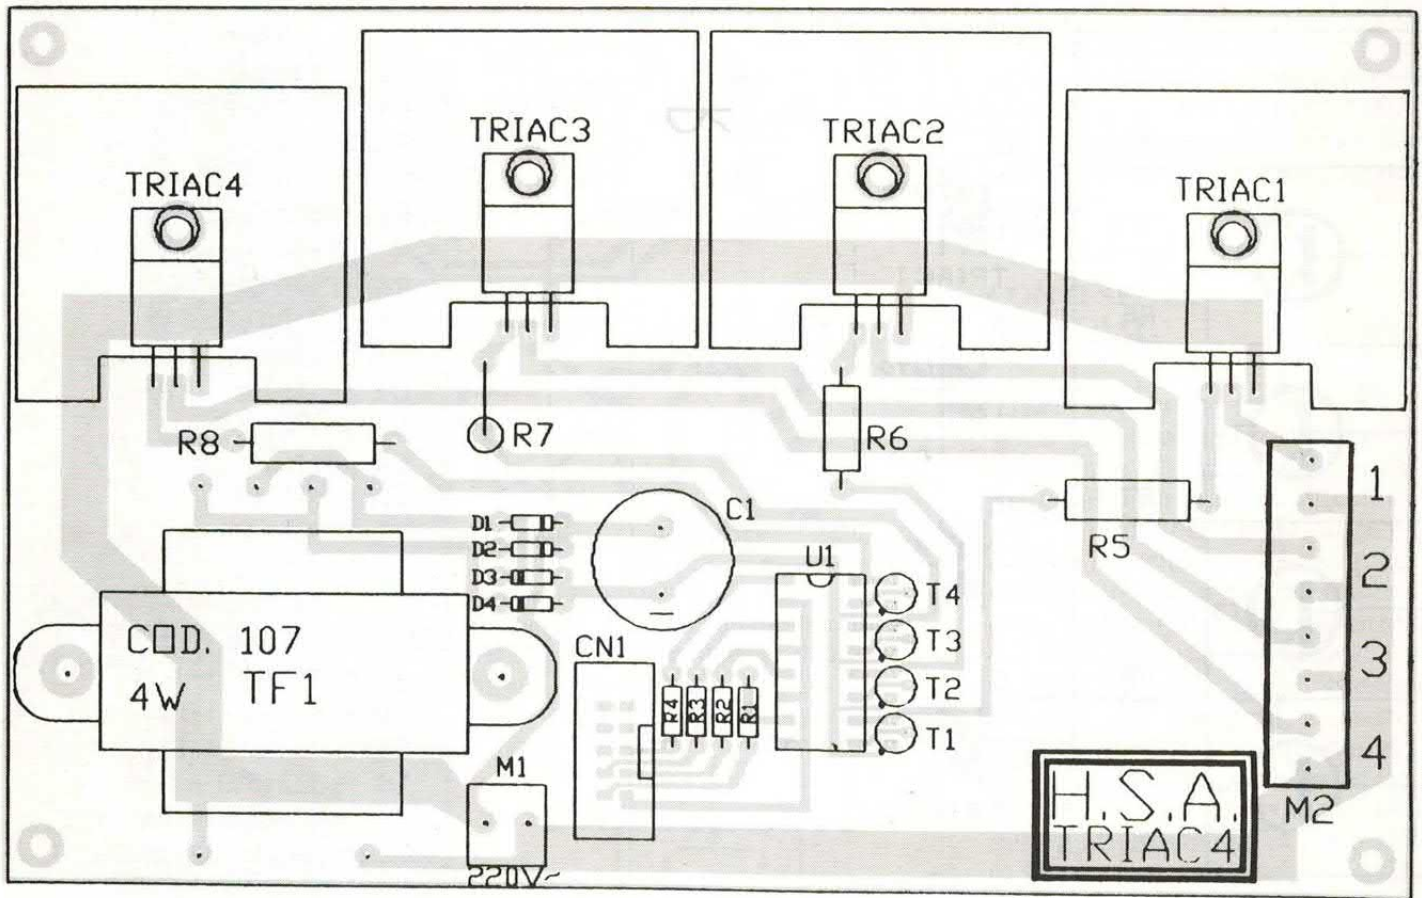 TRIAC3
TRIAC2
TRIAC4
TRIAC1
R8
R7
R6
R5
1
2
3
4
M2
D1
D2
D3
D4
C1
U1
T4
T3
T2
T1
CN1
R4
R3
R2
R1
COD. 107
4W
TF1
M1
220V~
H.S.A.
TRIAC4